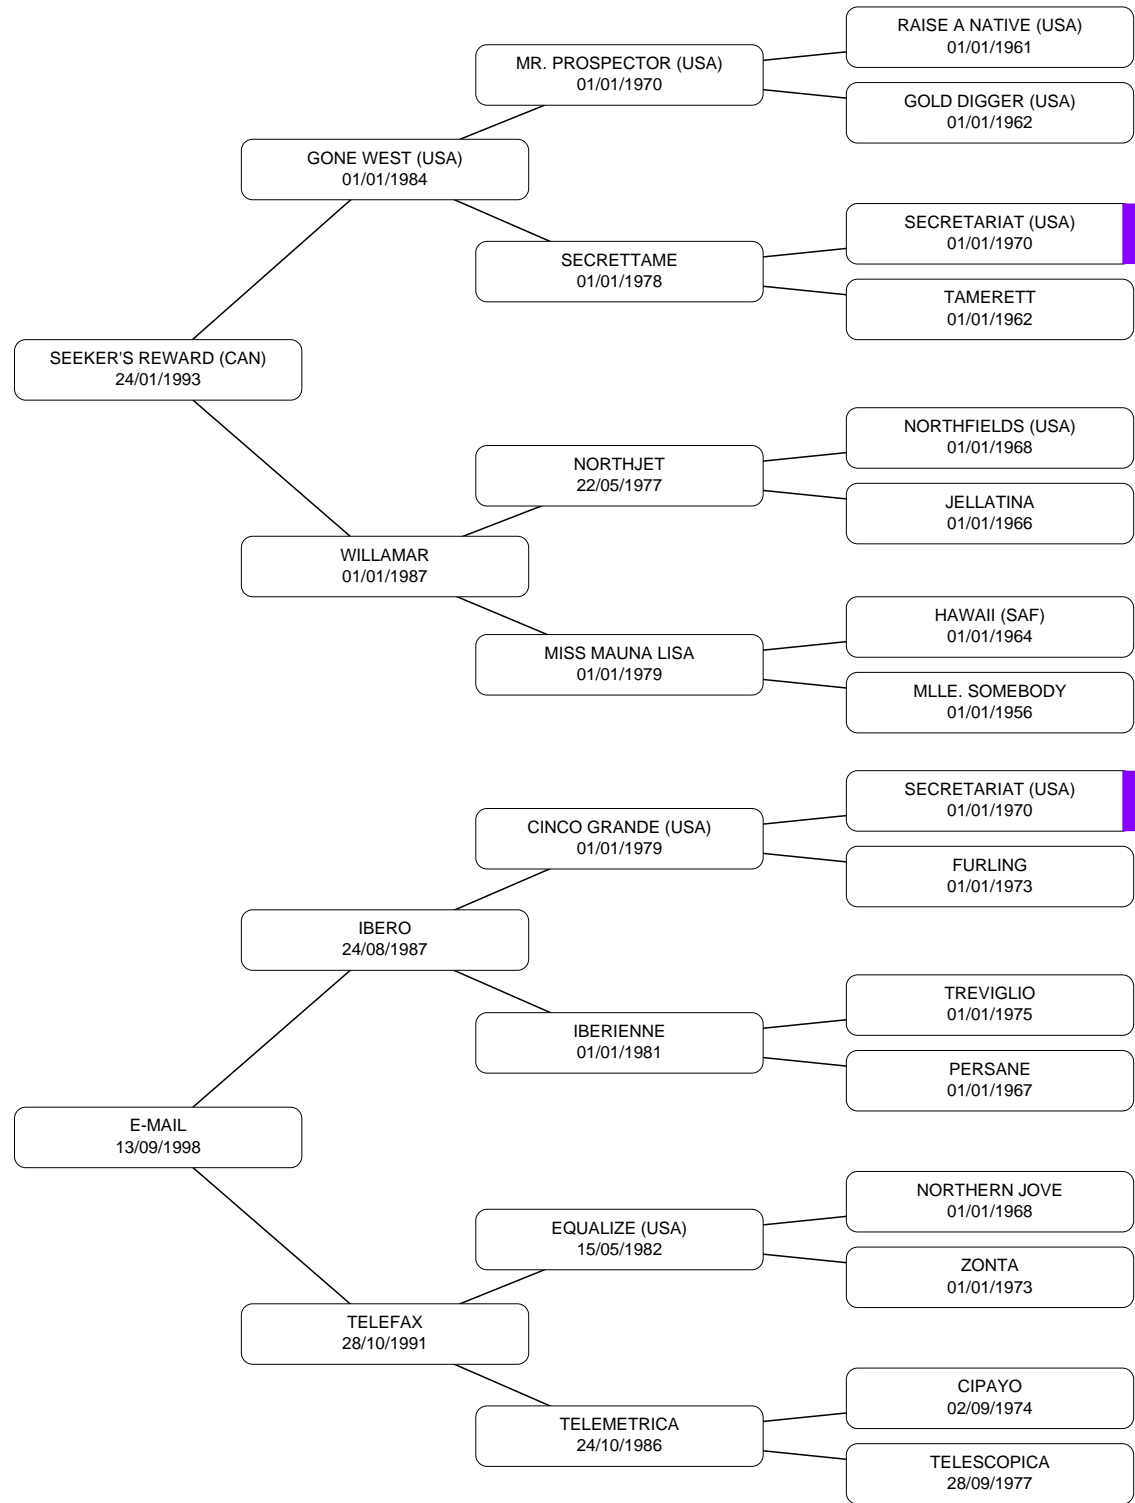 RAISE A NATIVE (USA)
01/01/1961
MR. PROSPECTOR (USA)
01/01/1970
GOLD DIGGER (USA)
01/01/1962
GONE WEST (USA)
01/01/1984
SECRETARIAT (USA)
01/01/1970
SECRETTAME
01/01/1978
TAMERETT
01/01/1962
SEEKER'S REWARD (CAN)
24/01/1993
NORTHFIELDS (USA)
01/01/1968
NORTHJET
22/05/1977
JELLATINA
01/01/1966
WILLAMAR
01/01/1987
HAWAII (SAF)
01/01/1964
MISS MAUNA LISA
01/01/1979
MLLE. SOMEBODY
01/01/1956
SECRETARIAT (USA)
01/01/1970
CINCO GRANDE (USA)
01/01/1979
FURLING
01/01/1973
IBERO
24/08/1987
TREVIGLIO
01/01/1975
IBERIENNE
01/01/1981
PERSANE
01/01/1967
E-MAIL
13/09/1998
NORTHERN JOVE
01/01/1968
EQUALIZE (USA)
15/05/1982
ZONTA
01/01/1973
TELEFAX
28/10/1991
CIPAYO
02/09/1974
TELEMETRICA
24/10/1986
TELESCOPICA
28/09/1977